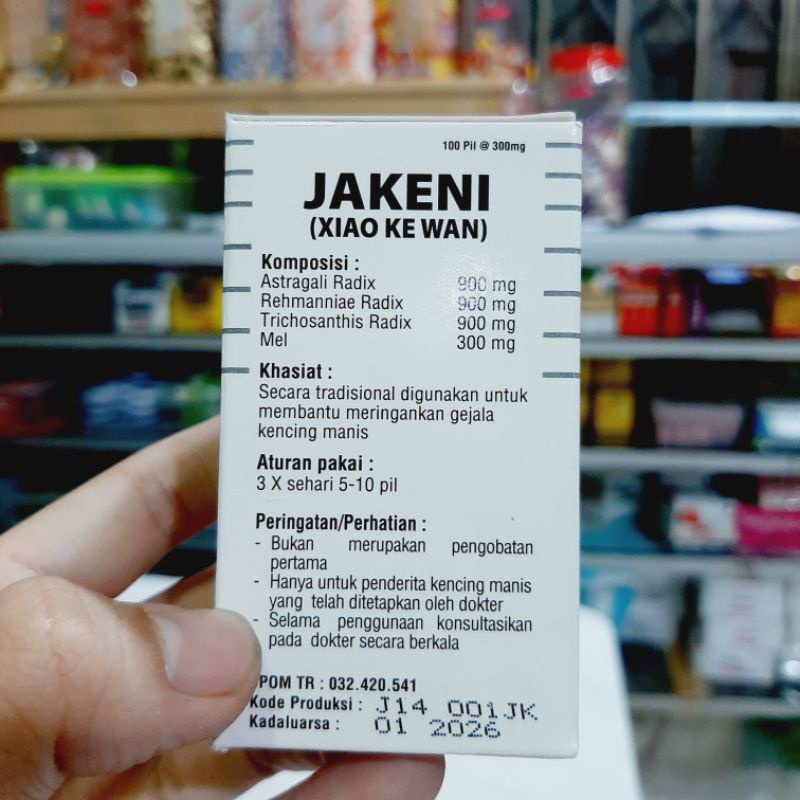 100 Pil @ 300mg
JAKENI
(XIAO KE WAN)
Komposisi :
Astragali Radix 900 mg
Rehmanniae Radix 900 mg
Trichosanthis Radix 900 mg
Mel 300 mg
Khasiat :
Secara tradisional digunakan untuk
membantu meringankan gejala
kencing manis
Aturan pakai :
3 X sehari 5-10 pil
Peringatan/Perhatian :
- Bukan merupakan pengobatan
pertama
- Hanya untuk penderita kencing manis
yang telah ditetapkan oleh dokter
- Selama penggunaan konsultasikan
pada dokter secara berkala
POM TR : 032.420.541
Kode Produksi : J14 001JK
Kadaluarsa : 01 2026